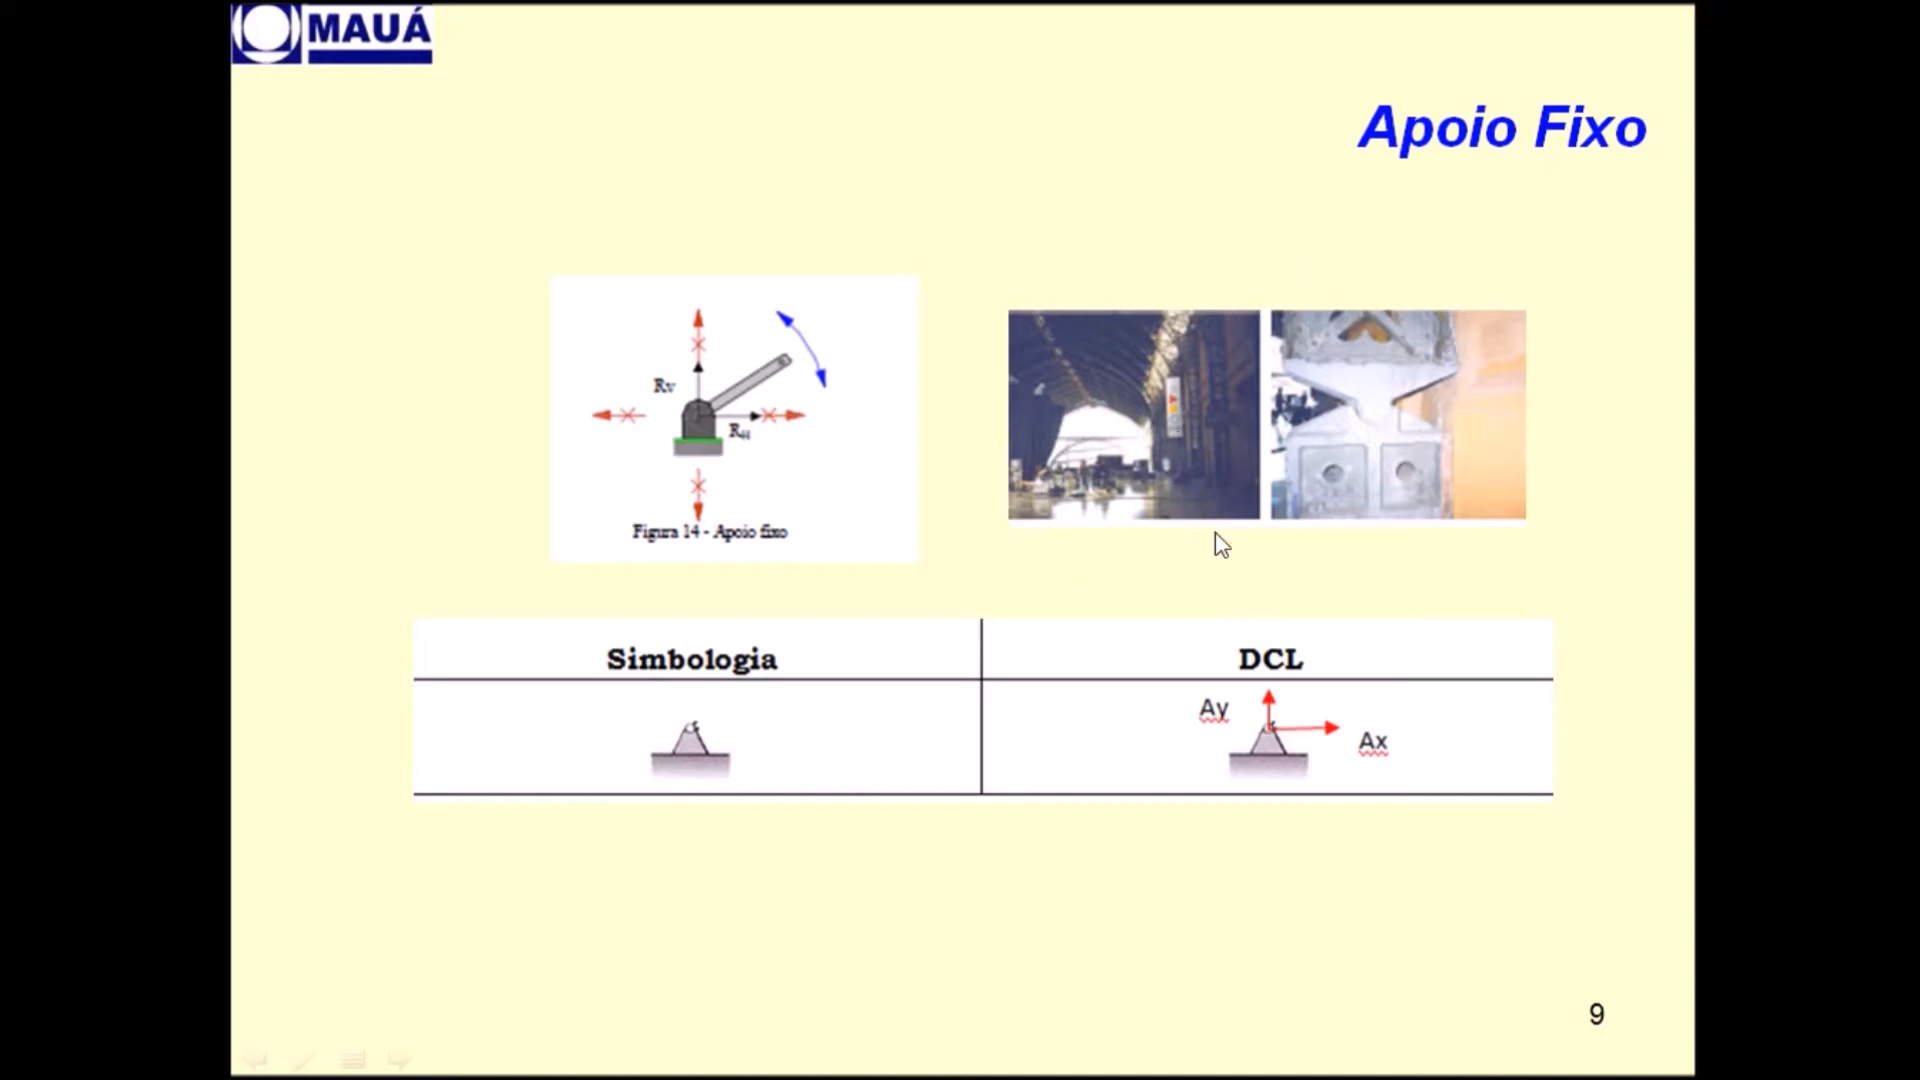 MAUÁ
Apoio Fixo
Rv
RH
Figura 14 - Apoio fixo
Simbologia
DCL
Ay
Ax
9